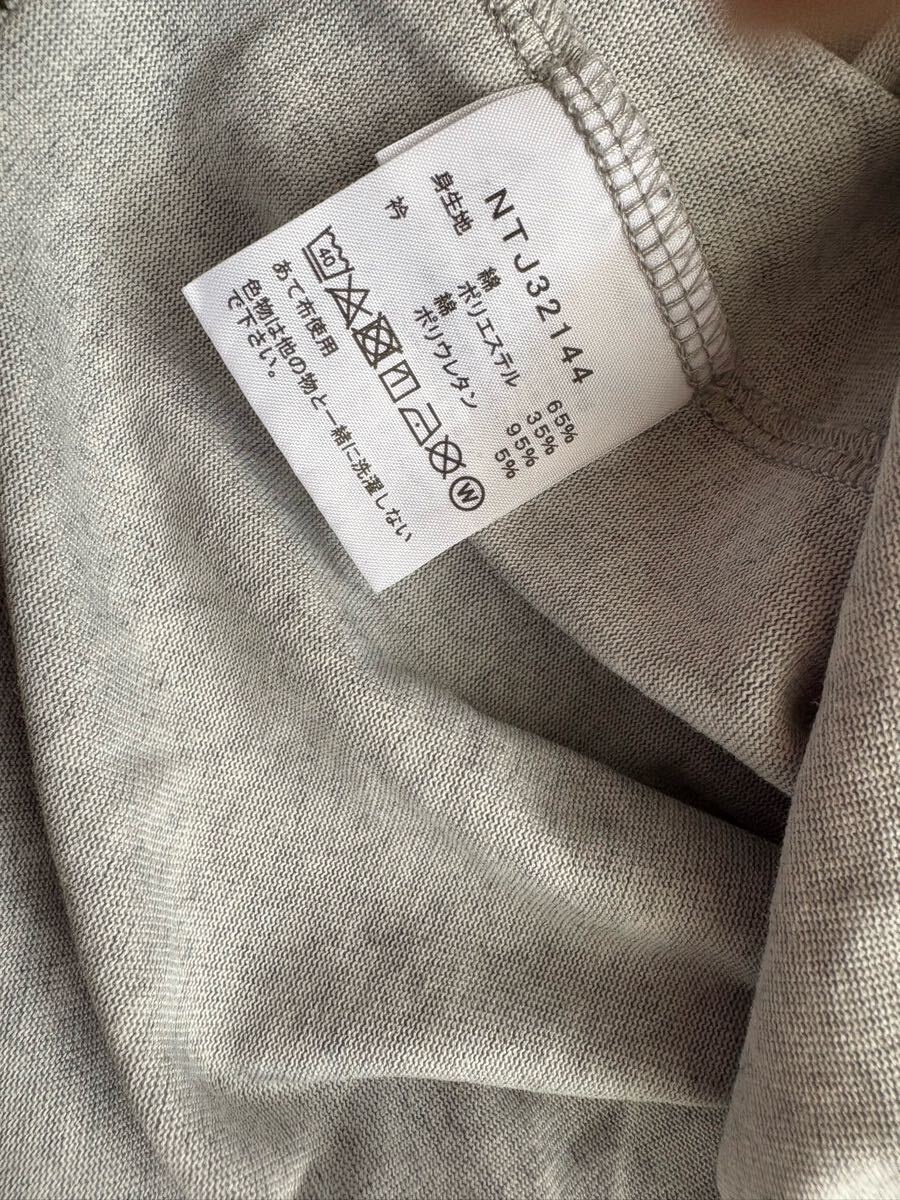 NTJ32144
身生地 綿 65%
ポリエステル 35%
衿 綿 95%
ポリウレタン 5%
40 W
あて布使用
色物は他の物と一緒に洗濯しない
で下さい。